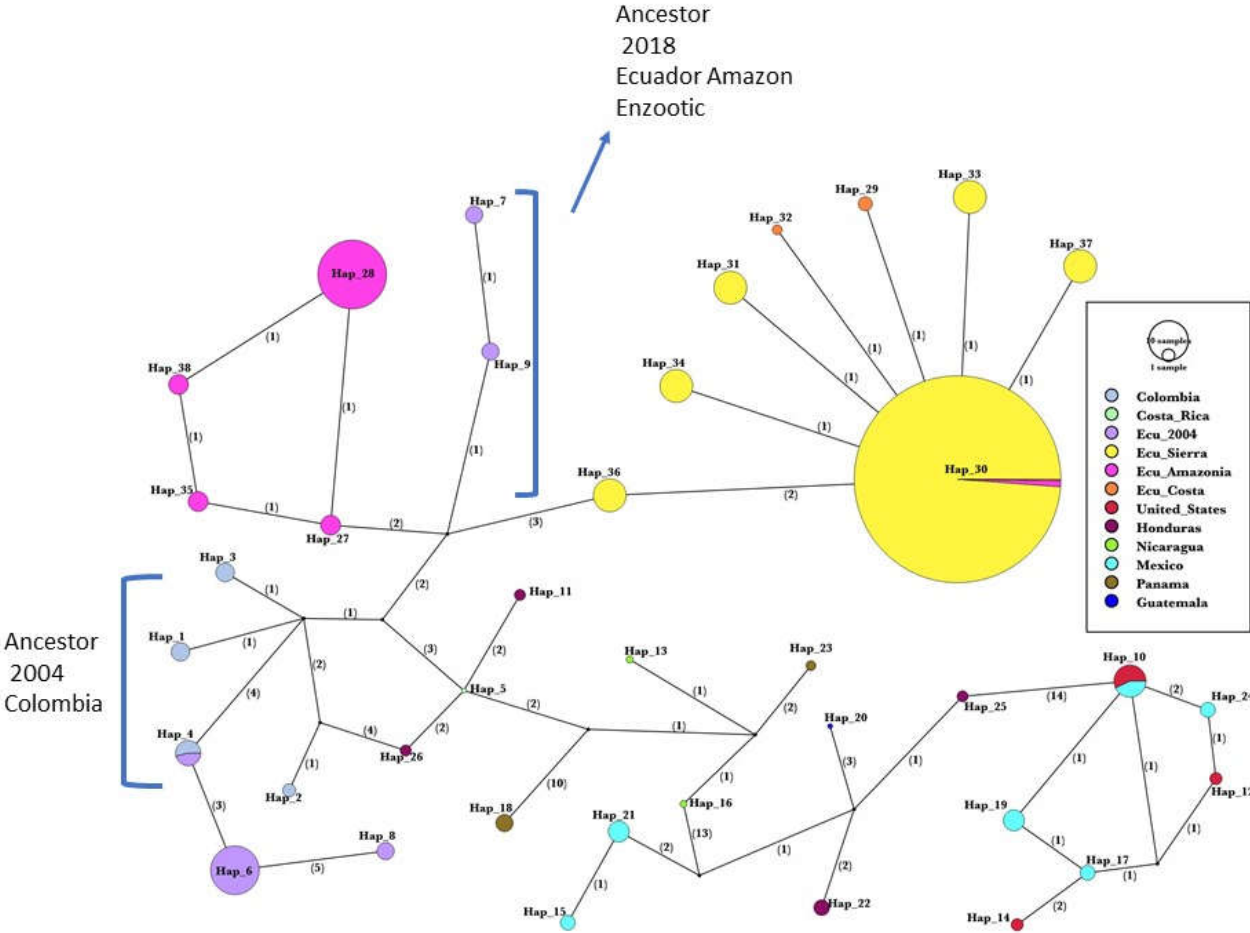 Ancestor
2018
Ecuador Amazon
Enzootic
Hap_33
Hap_29
Hap_7
Hap_32
Hap_37
Hap_31
Hap_28
(1)
(1)
(1)
(1)
(1)
(1)
Hap_9
Hap_34
Hap_38
(1)
(1)
(1)
(1)
(1)
Hap_36
Hap_30
Hap_35
(1)
Hap_27
(2)
(3)
(2)
10 samples
1 sample
Colombia
Costa_Rica
Ecu_2004
Ecu_Sierra
Ecu_Amazonia
Ecu_Costa
United_States
Honduras
Nicaragua
Mexico
Panama
Guatemala
Ancestor
2004
Colombia
Hap_3
(1)
(1)
(2)
Hap_1
(1)
(2)
(3)
(2)
Hap_11
Hap_5
(4)
Hap_4
(4)
(2)
Hap_26
(2)
(1)
Hap_2
(3)
Hap_6
(5)
Hap_8
Hap_13
(1)
Hap_23
(2)
(1)
(10)
Hap_18
(1)
Hap_16
(13)
Hap_20
(3)
Hap_21
(2)
(1)
Hap_15
(1)
(1)
(2)
Hap_22
Hap_25
(14)
Hap_10
(2)
(1)
Hap_19
(1)
(1)
(1)
(1)
Hap_17
(1)
(2)
Hap_14